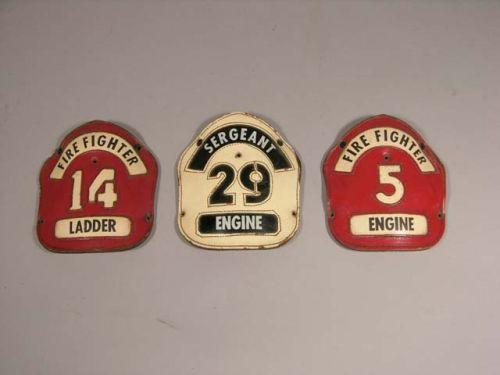 FIRE FIGHTER
14
LADDER
SERGEANT
29
ENGINE
FIRE FIGHTER
5
ENGINE